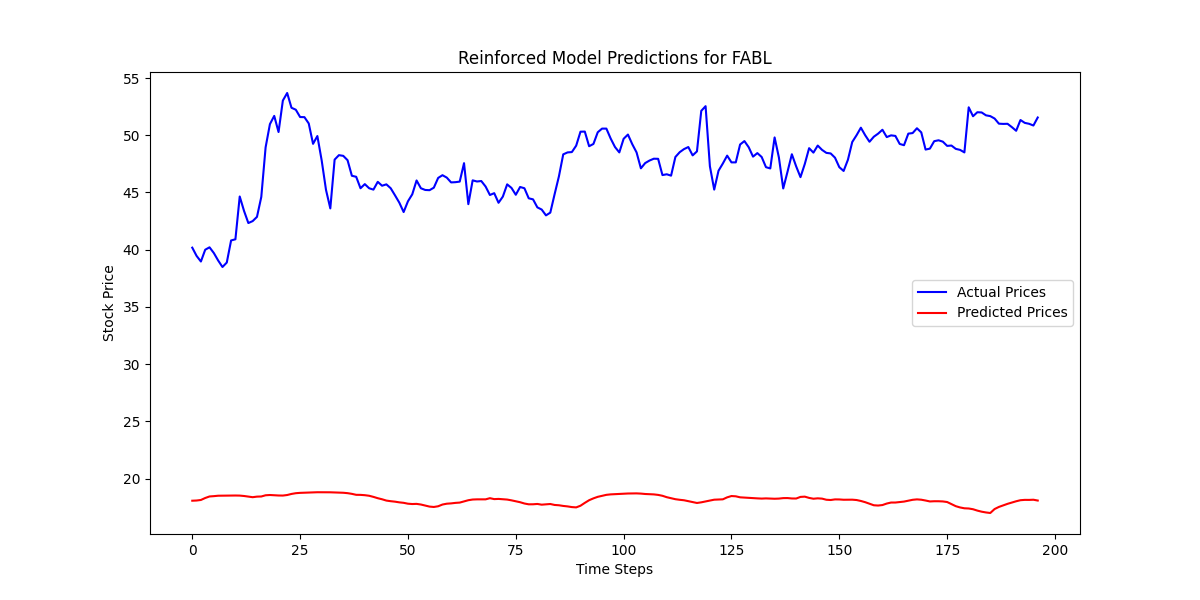 Reinforced Model Predictions for FABL
55
50
45
40
35
30
25
20
Stock Price
Actual Prices
Predicted Prices
0 25 50 75 100 125 150 175 200
Time Steps